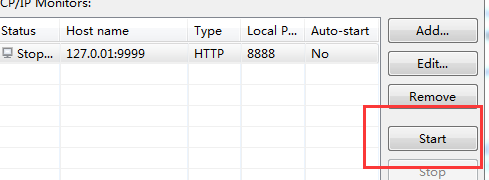 CP/IP Monitors:
Status Host name Type Local P... Auto-start
Stop... 127.0.01:9999 HTTP 8888 No
Add...
Edit...
Remove
Start
Stop